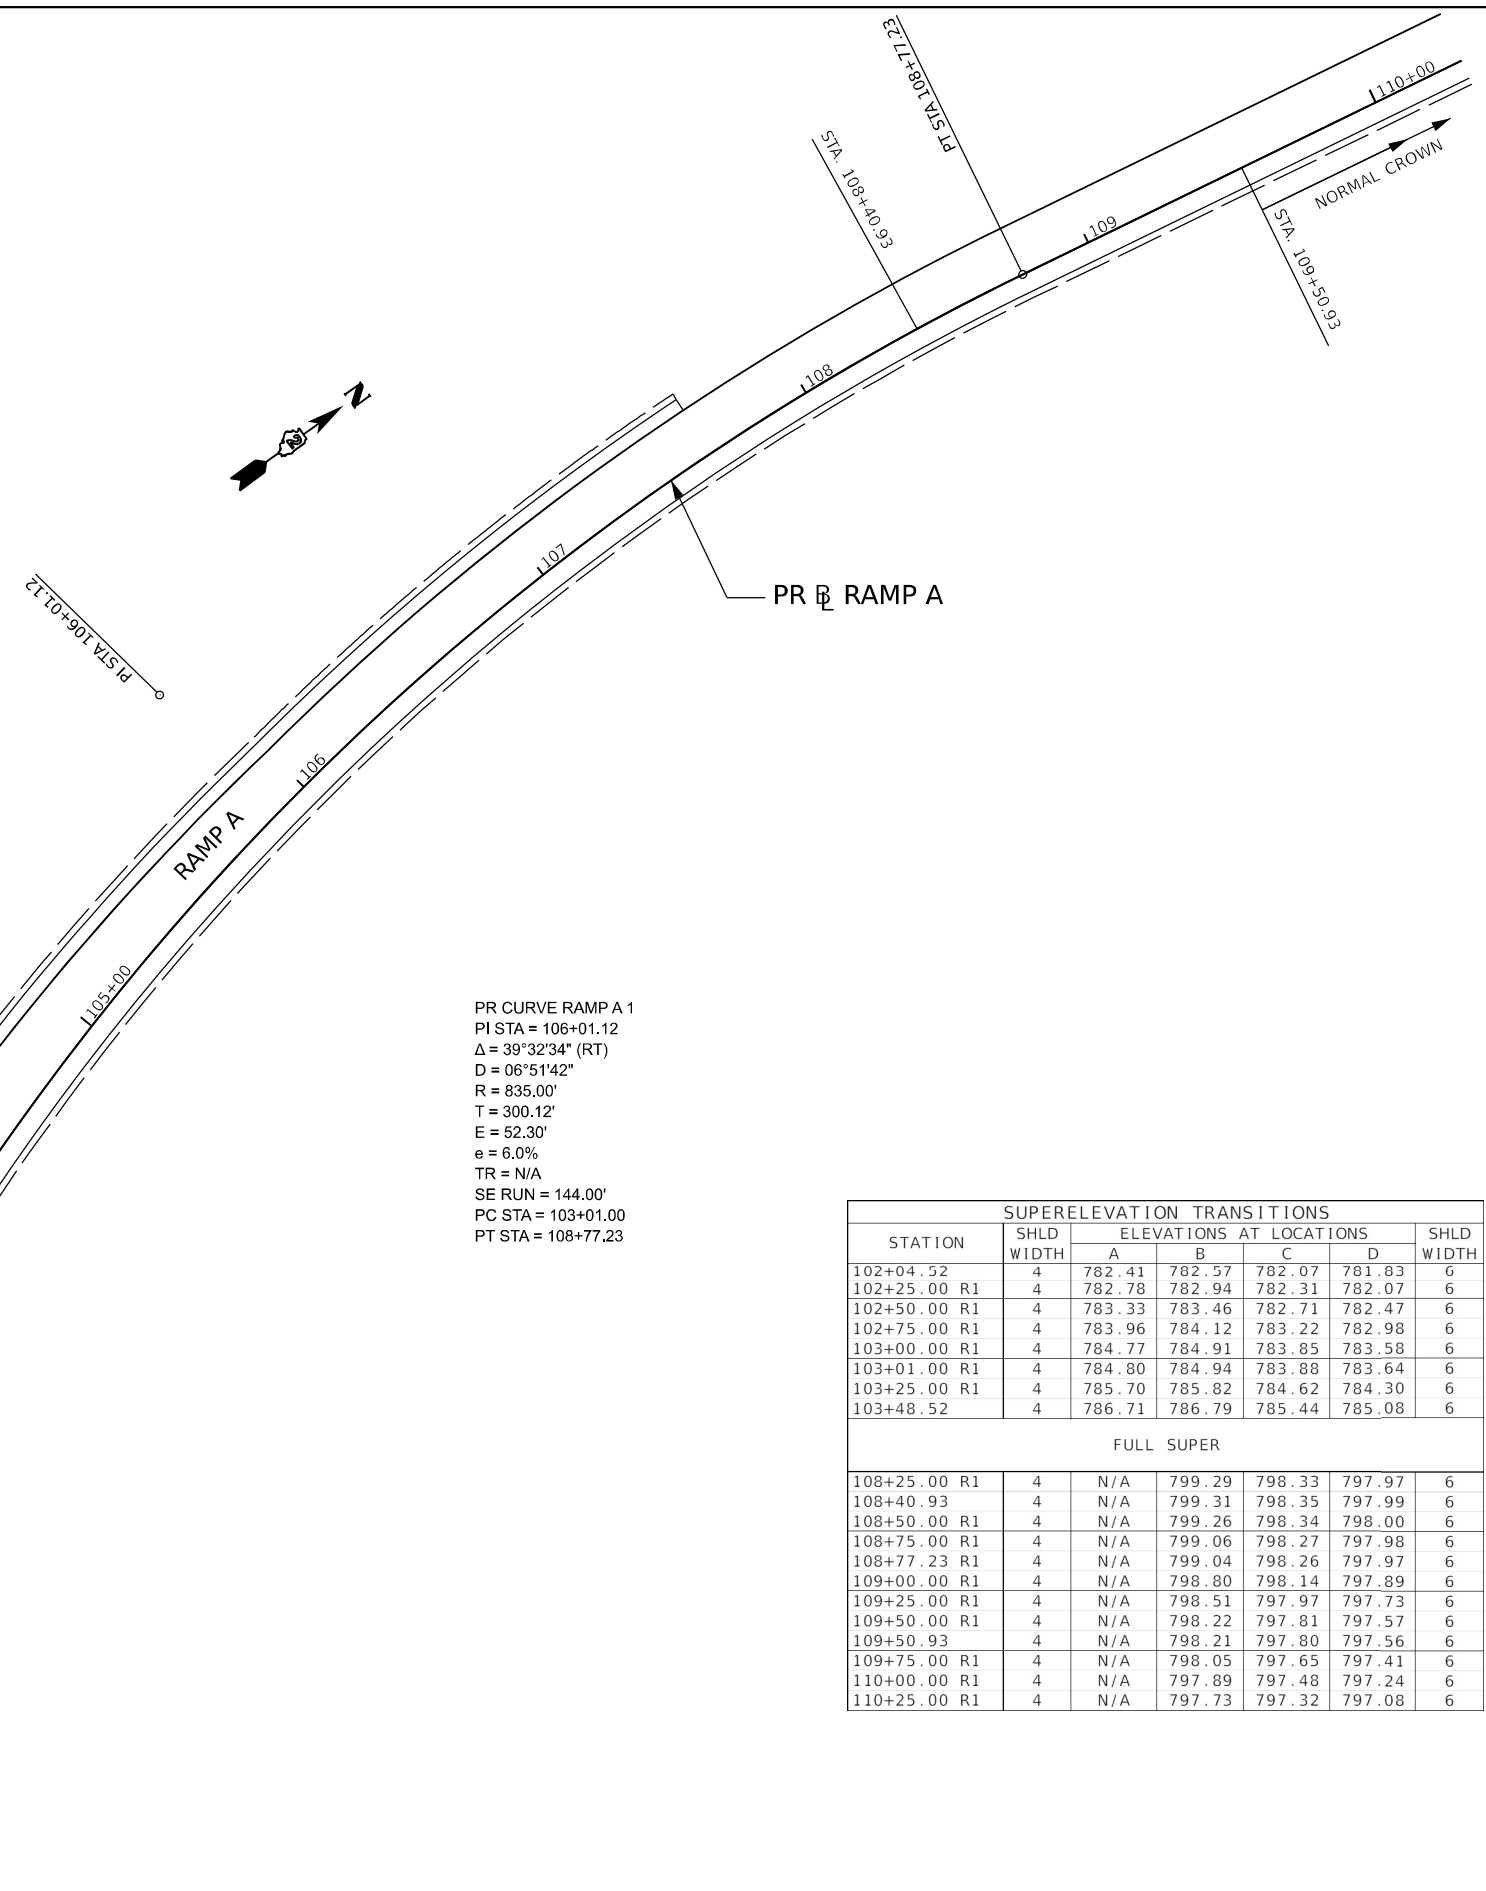 PT STA 108+77.23
110+00
STA. 108+40.93
109
NORMAL CROWN
STA. 109+50.93
108
N
2
107
PI STA 106+01.12
PR BL RAMP A
106
RAMP A
105+00
PR CURVE RAMP A 1
PI STA = 106+01.12
Δ = 39°32'34" (RT)
D = 06°51'42"
R = 835.00'
T = 300.12'
E = 52.30'
e = 6.0%
TR = N/A
SE RUN = 144.00'
PC STA = 103+01.00
PT STA = 108+77.23
SUPERELEVATION TRANSITIONS
STATION SHLD WIDTH ELEVATIONS AT LOCATIONS SHLD WIDTH
A B C D
102+04.52 4 782.41 782.57 782.07 781.83 6
102+25.00 R1 4 782.78 782.94 782.31 782.07 6
102+50.00 R1 4 783.33 783.46 782.71 782.47 6
102+75.00 R1 4 783.96 784.12 783.22 782.98 6
103+00.00 R1 4 784.77 784.91 783.85 783.58 6
103+01.00 R1 4 784.80 784.94 783.88 783.64 6
103+25.00 R1 4 785.70 785.82 784.62 784.30 6
103+48.52 4 786.71 786.79 785.44 785.08 6
FULL SUPER
108+25.00 R1 4 N/A 799.29 798.33 797.97 6
108+40.93 4 N/A 799.31 798.35 797.99 6
108+50.00 R1 4 N/A 799.26 798.34 798.00 6
108+75.00 R1 4 N/A 799.06 798.27 797.98 6
108+77.23 R1 4 N/A 799.04 798.26 797.97 6
109+00.00 R1 4 N/A 798.80 798.14 797.89 6
109+25.00 R1 4 N/A 798.51 797.97 797.73 6
109+50.00 R1 4 N/A 798.22 797.81 797.57 6
109+50.93 4 N/A 798.21 797.80 797.56 6
109+75.00 R1 4 N/A 798.05 797.65 797.41 6
110+00.00 R1 4 N/A 797.89 797.48 797.24 6
110+25.00 R1 4 N/A 797.73 797.32 797.08 6